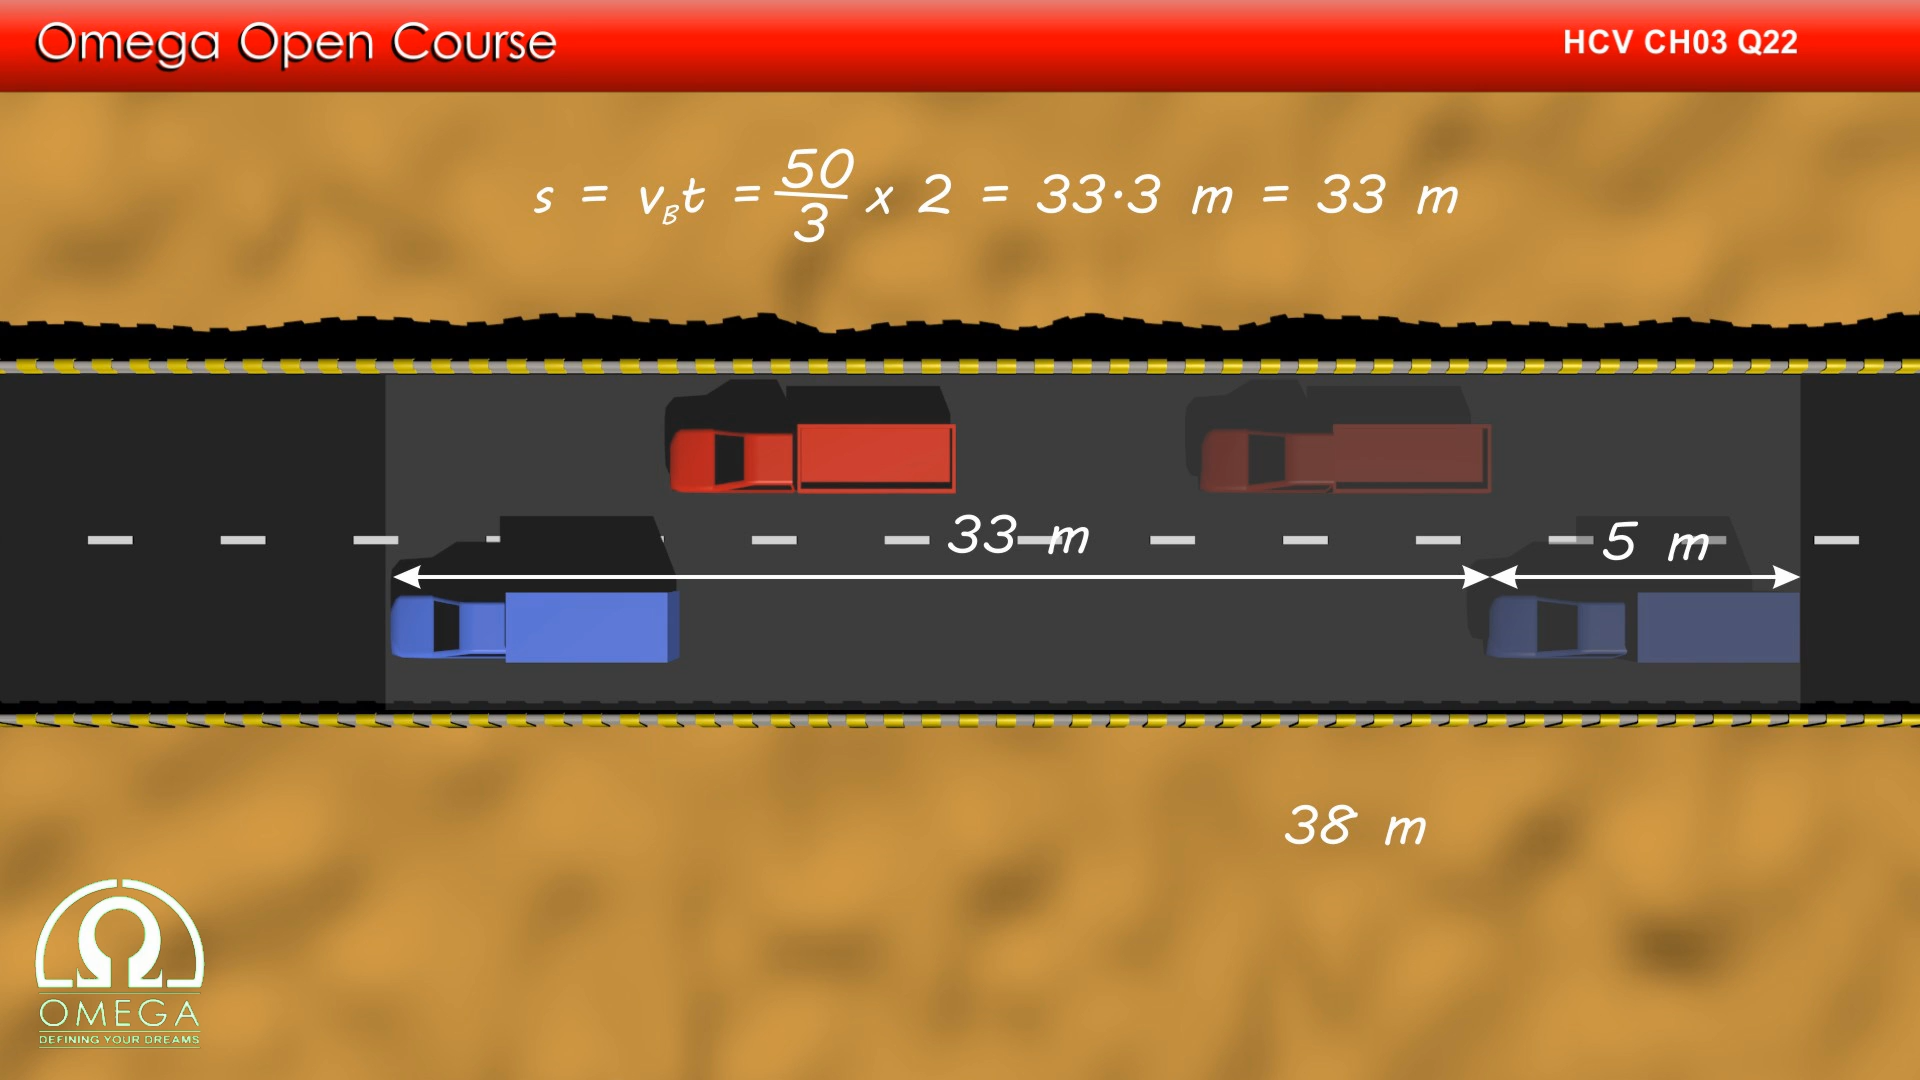 Omega Open Course
HCV CH03 Q22
s = v_B t = 50/3 x 2 = 33·3 m = 33 m
33 m
5 m
38 m
Ω
OMEGA
DEFINING YOUR DREAMS